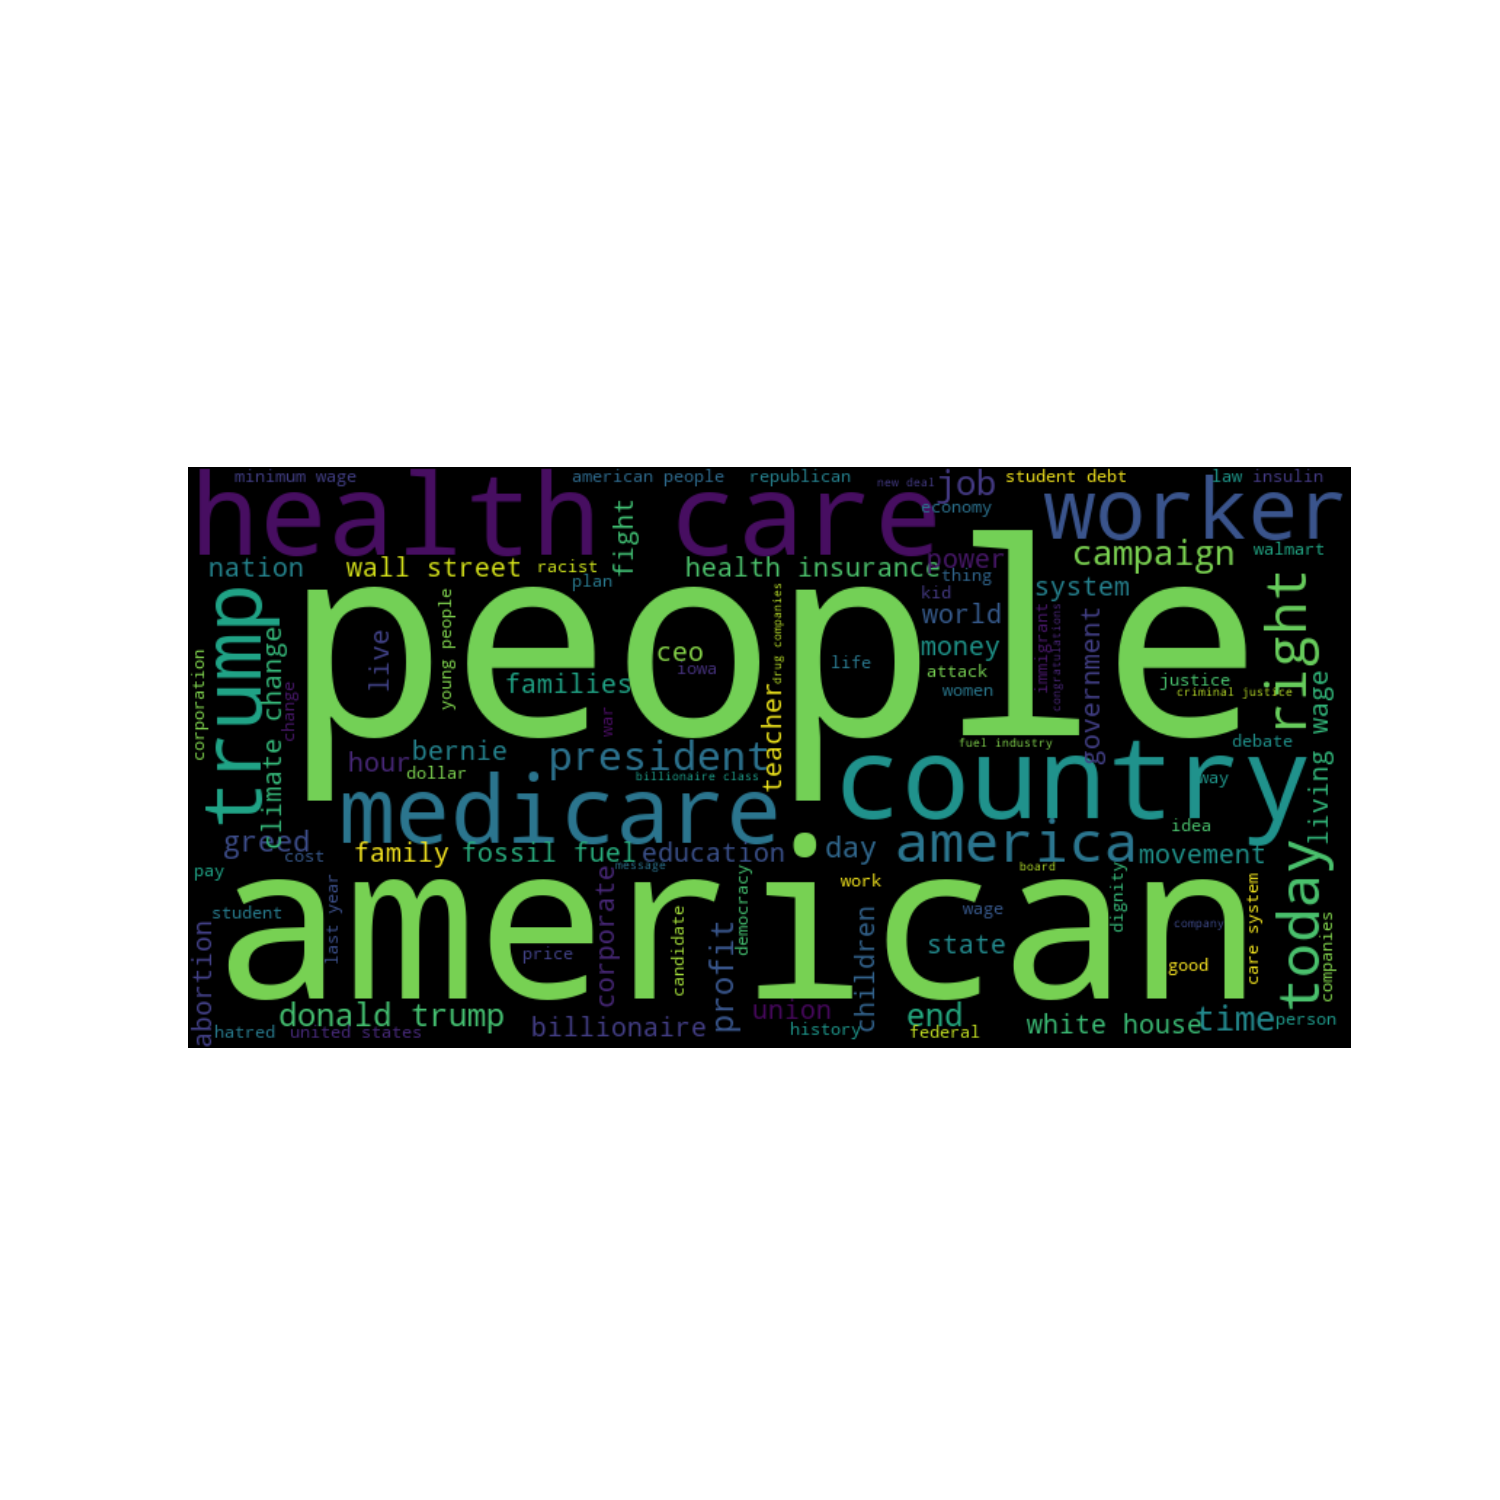 minimum wage
american people
republican
new deal
job
student debt
law
insulin
health care
worker
economy
fight
nation
wall street
racist
plan
health insurance
power
thing
campaign
walmart
system
kid
world
people
trump
right
young people
live
ceo
iowa
families
drug companies
life
money
attack
women
immigrant
congratulations
government
justice
criminal justice
corporation
climate change
change
war
teacher
living wage
bernie
hour
dollar
president
billionaire class
fuel industry
country
debate
way
medicare
idea
greed
cost
family
fossil fuel
education
message
day
america
movement
board
today
pay
american
student
last year
abortion
price
corporate
candidate
profit
democracy
work
children
wage
state
dignity
company
good
care system
companies
donald trump
billionaire
union
history
end
federal
white house
time
person
hatred
united states